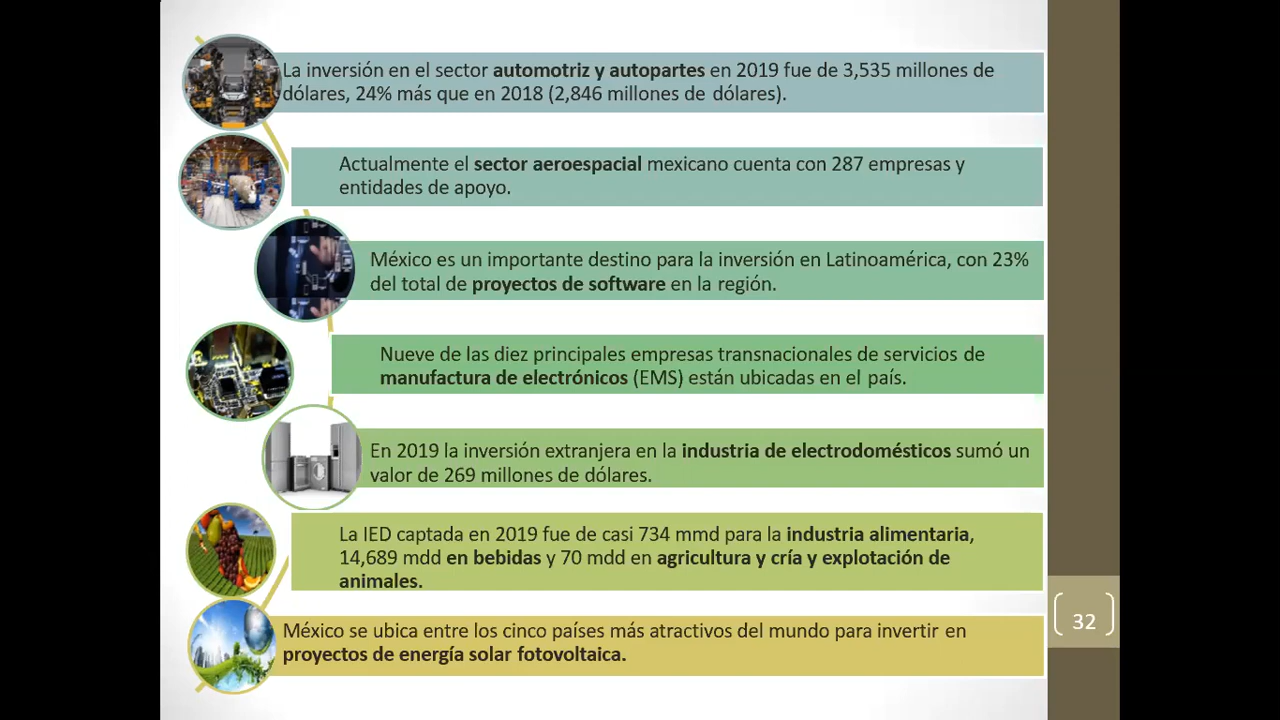 La inversión en el sector automotriz y autopartes en 2019 fue de 3,535 millones de
dólares, 24% más que en 2018 (2,846 millones de dólares).
Actualmente el sector aeroespacial mexicano cuenta con 287 empresas y
entidades de apoyo.
México es un importante destino para la inversión en Latinoamérica, con 23%
del total de proyectos de software en la región.
Nueve de las diez principales empresas transnacionales de servicios de
manufactura de electrónicos (EMS) están ubicadas en el país.
En 2019 la inversión extranjera en la industria de electrodomésticos sumó un
valor de 269 millones de dólares.
La IED captada en 2019 fue de casi 734 mmd para la industria alimentaria,
14,689 mdd en bebidas y 70 mdd en agricultura y cría y explotación de
animales.
México se ubica entre los cinco países más atractivos del mundo para invertir en
proyectos de energía solar fotovoltaica.
32